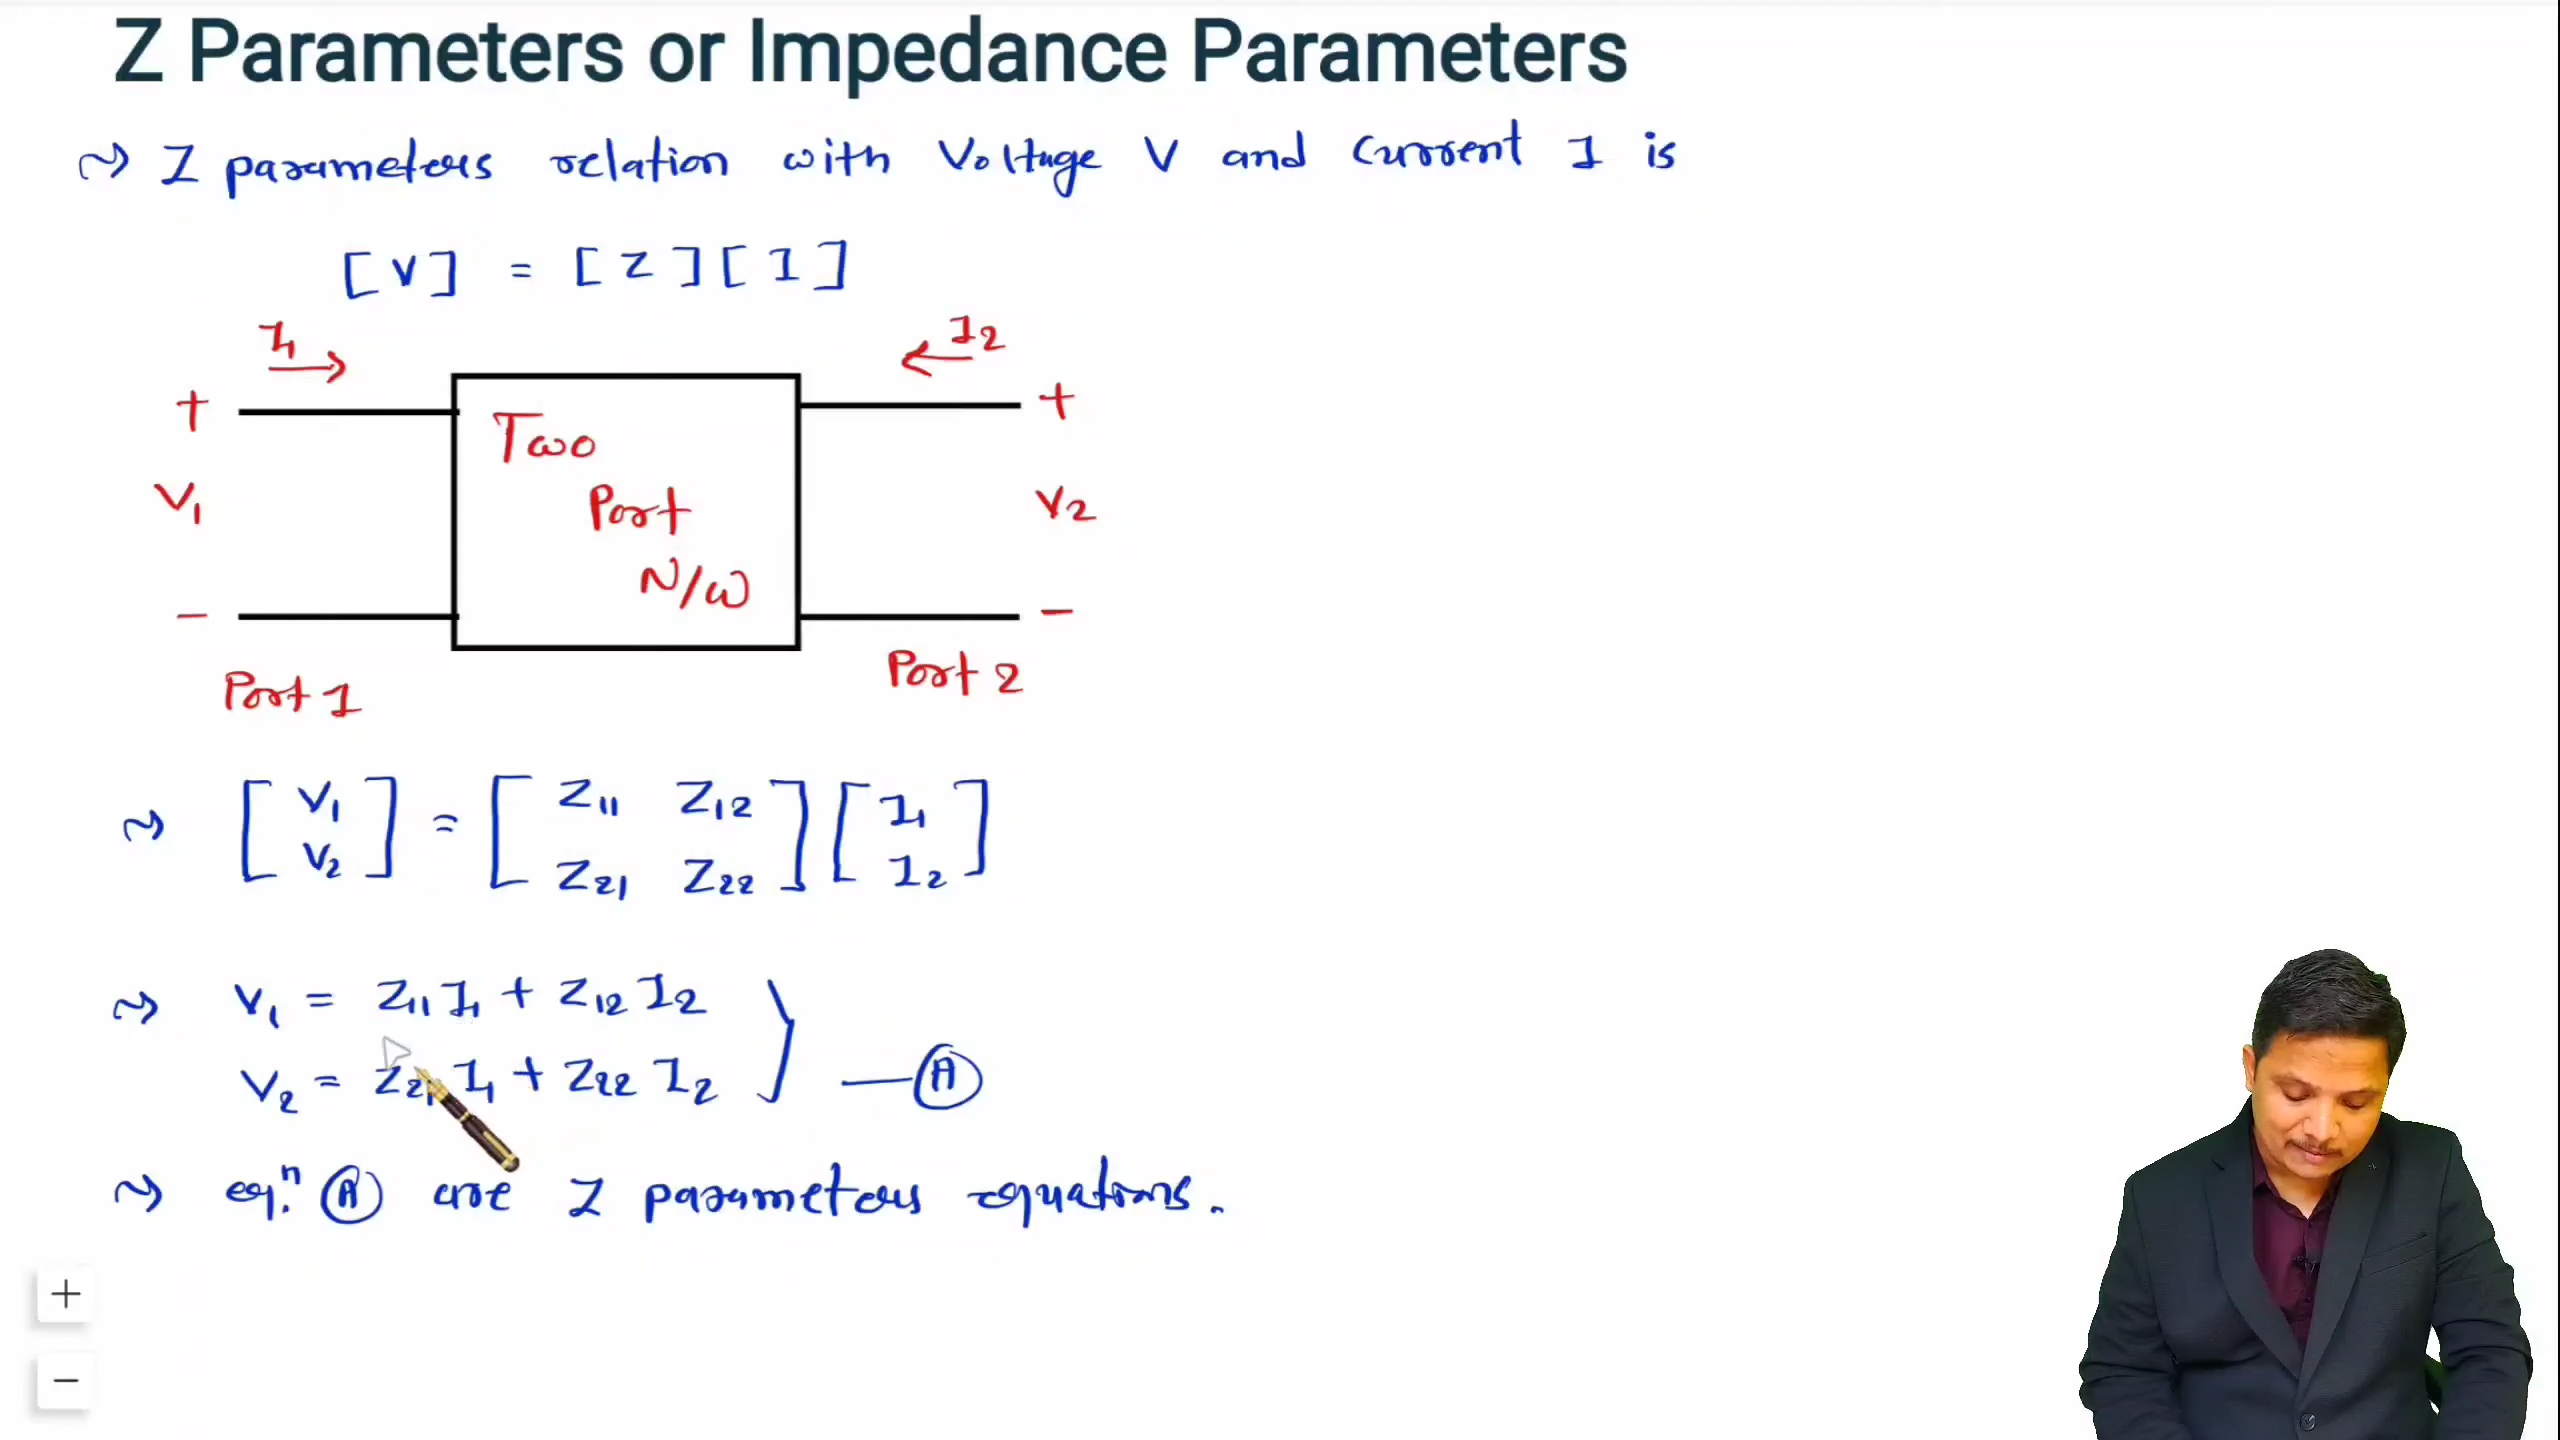 Z Parameters or Impedance Parameters
~> Z parameters relation with Voltage V and Current I is
[V] = [Z][I]
I1 → ← I2
+ Two +
V1 Port V2
N/W
- -
Port 1 Port 2
~> [V1 V2] = [Z11 Z12 Z21 Z22] [I1 I2]
~> V1 = Z11 I1 + Z12 I2
V2 = Z21 I1 + Z22 I2 } — (A)
~> eqn. (A) are Z parameters equations.
+
-